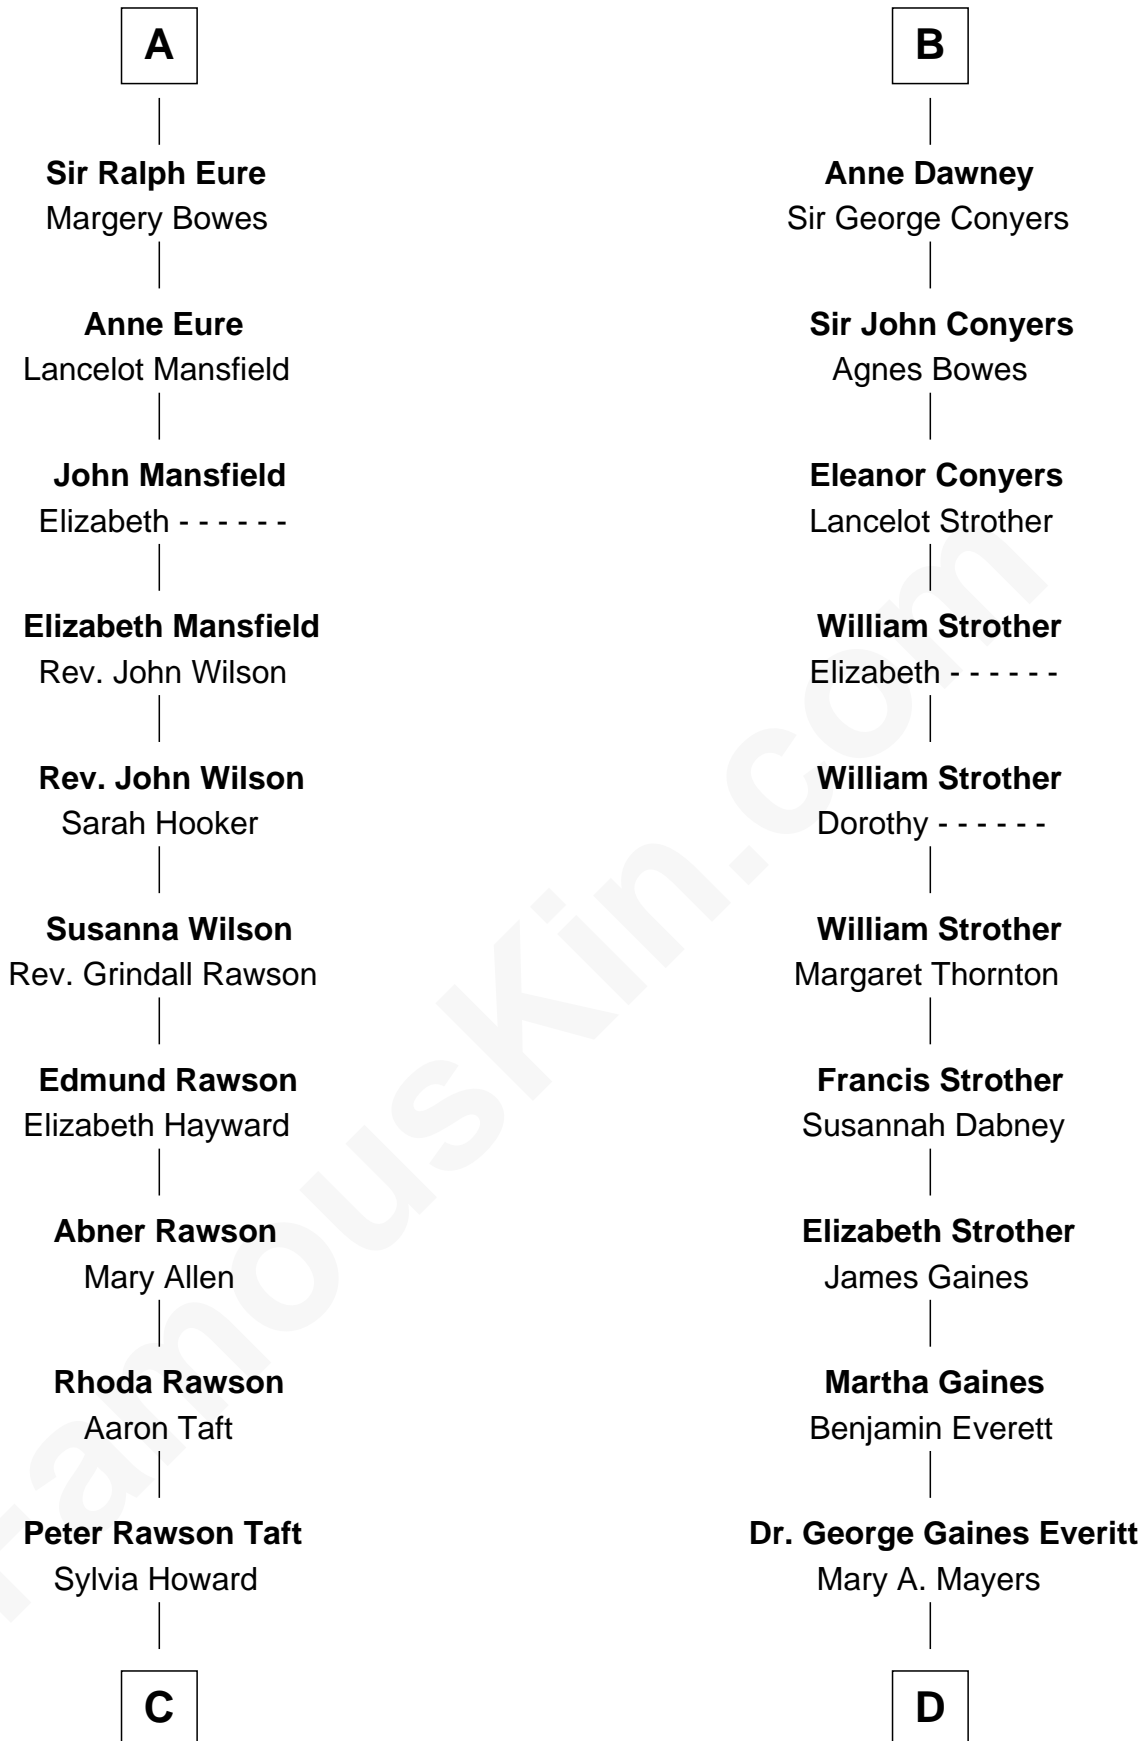 A
Sir Ralph Eure
Margery Bowes
Anne Eure
Lancelot Mansfield
John Mansfield
Elizabeth - - - - - -
Elizabeth Mansfield
Rev. John Wilson
Rev. John Wilson
Sarah Hooker
Susanna Wilson
Rev. Grindall Rawson
Edmund Rawson
Elizabeth Hayward
Abner Rawson
Mary Allen
Rhoda Rawson
Aaron Taft
Peter Rawson Taft
Sylvia Howard
C
B
Anne Dawney
Sir George Conyers
Sir John Conyers
Agnes Bowes
Eleanor Conyers
Lancelot Strother
William Strother
Elizabeth - - - - - -
William Strother
Dorothy - - - - - -
William Strother
Margaret Thornton
Francis Strother
Susannah Dabney
Elizabeth Strother
James Gaines
Martha Gaines
Benjamin Everett
Dr. George Gaines Everitt
Mary A. Mayers
D
FamousKin.com